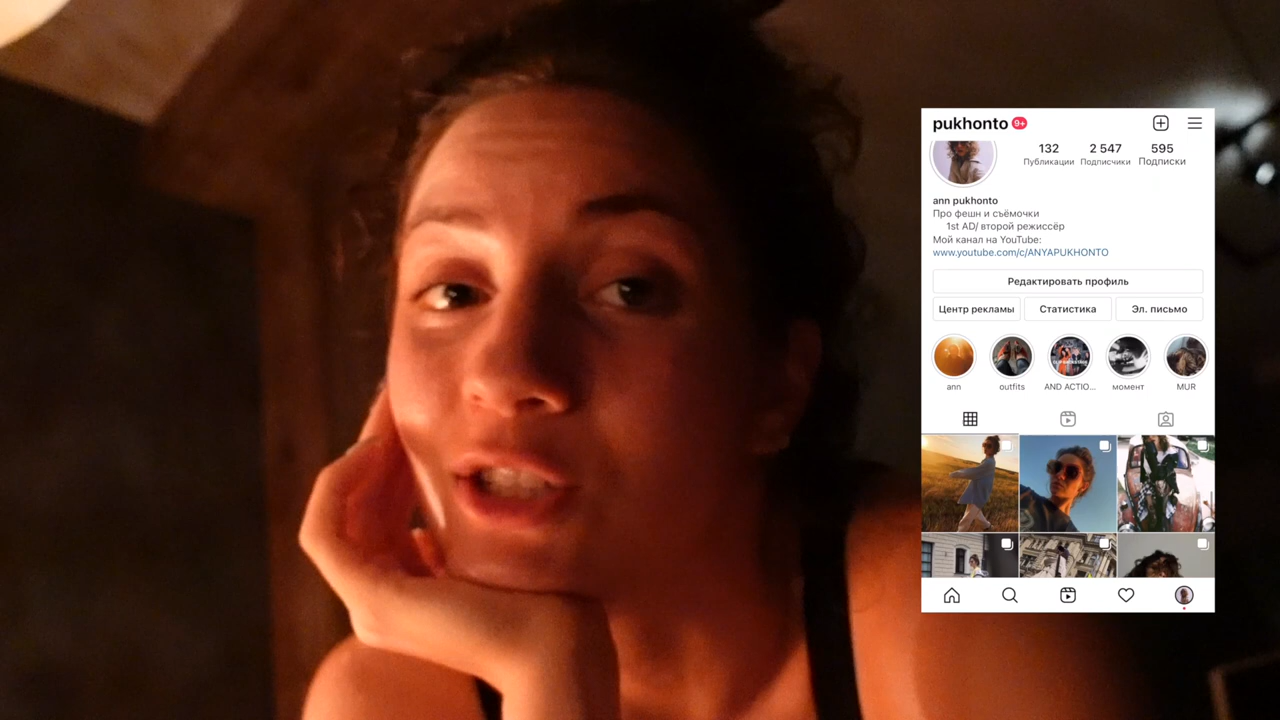 pukhonto 9+
132 2 547 595
Публикации Подписчики Подписки
ann pukhonto
Про фешн и съёмочки
1st AD/ второй режиссёр
Мой канал на YouTube:
www.youtube.com/c/ANYAPUKHONTO
Редактировать профиль
Центр рекламы Статистика Эл. письмо
ann outfits AND ACTIO... момент MUR